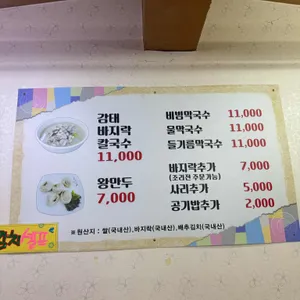 감태
바지락
칼국수
11,000
왕만두
7,000
비빔막국수 11,000
물막국수 11,000
들기름막국수 11,000
바지락추가 7,000
(조리전 주문가능)
사리추가 5,000
공기밥추가 2,000
※ 원산지 : 쌀(국내산), 바지락(국내산), 배추김치(국내산)
셀프